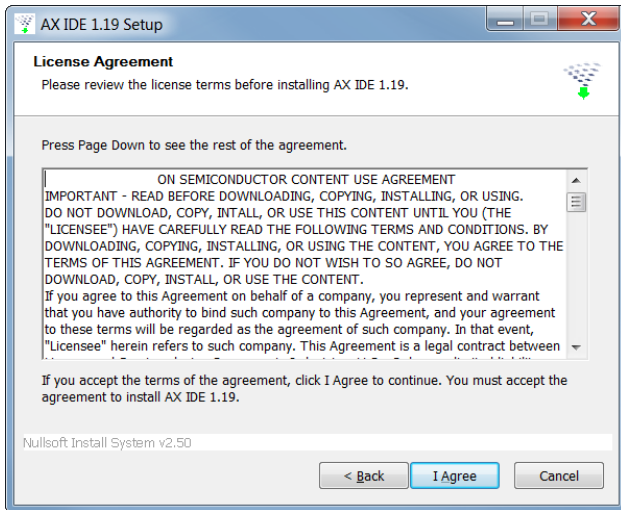 AX IDE 1.19 Setup
License Agreement
Please review the license terms before installing AX IDE 1.19.
Press Page Down to see the rest of the agreement.
ON SEMICONDUCTOR CONTENT USE AGREEMENT
IMPORTANT - READ BEFORE DOWNLOADING, COPYING, INSTALLING, OR USING.
DO NOT DOWNLOAD, COPY, INTALL, OR USE THIS CONTENT UNTIL YOU (THE
"LICENSEE") HAVE CAREFULLY READ THE FOLLOWING TERMS AND CONDITIONS. BY
DOWNLOADING, COPYING, INSTALLING, OR USING THE CONTENT, YOU AGREE TO THE
TERMS OF THIS AGREEMENT. IF YOU DO NOT WISH TO SO AGREE, DO NOT
DOWNLOAD, COPY, INSTALL, OR USE THE CONTENT.
If you agree to this Agreement on behalf of a company, you represent and warrant
that you have authority to bind such company to this Agreement, and your agreement
to these terms will be regarded as the agreement of such company. In that event,
"Licensee" herein refers to such company. This Agreement is a legal contract between
If you accept the terms of the agreement, click I Agree to continue. You must accept the
agreement to install AX IDE 1.19.
Nullsoft Install System v2.50
< Back
I Agree
Cancel